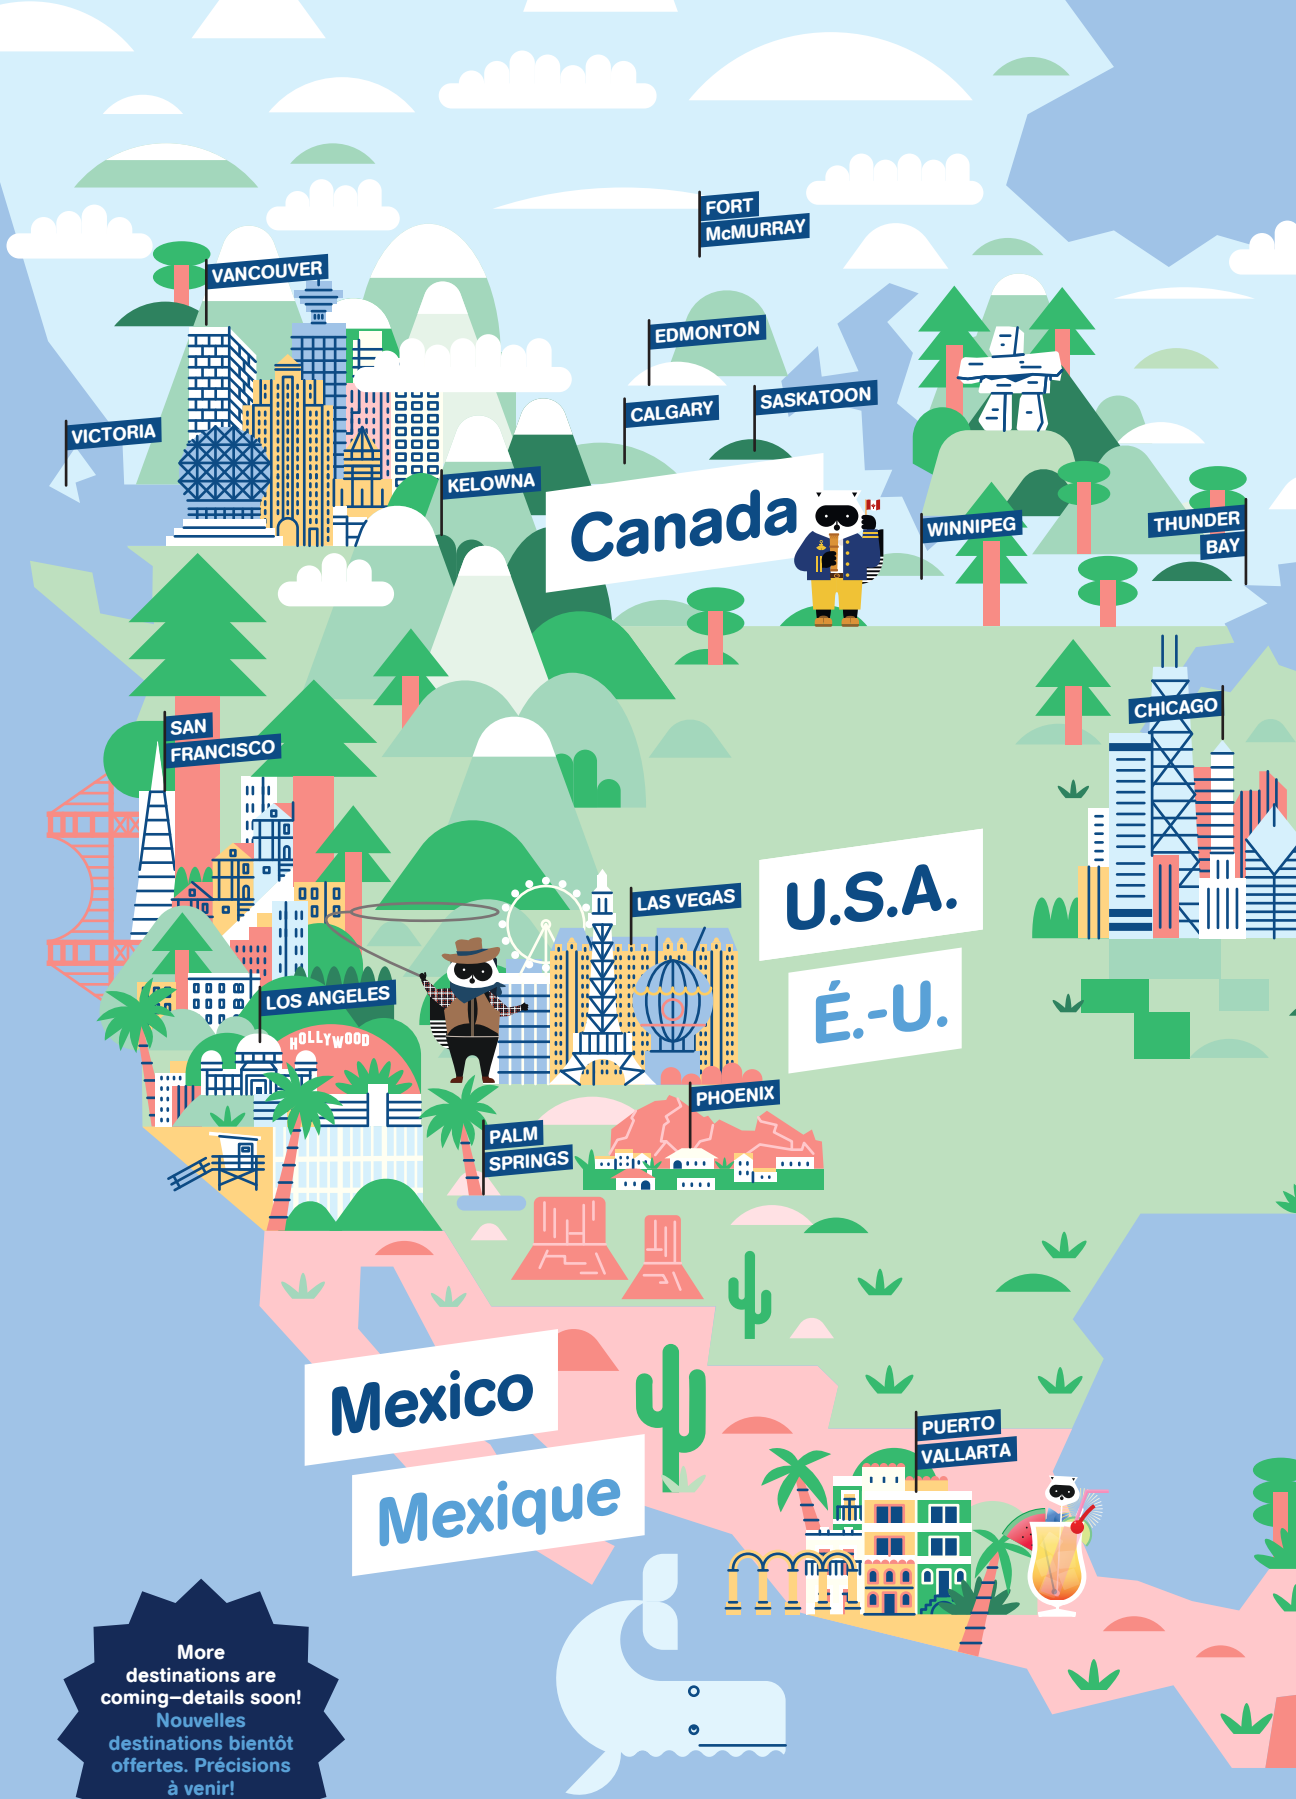 FORT
McMURRAY
VANCOUVER
EDMONTON
CALGARY
SASKATOON
VICTORIA
KELOWNA
Canada
WINNIPEG
THUNDER
BAY
SAN
FRANCISCO
CHICAGO
LAS VEGAS
U.S.A.
É.-U.
LOS ANGELES
HOLLYWOOD
PHOENIX
PALM
SPRINGS
Mexico
Mexique
PUERTO
VALLARTA
More
destinations are
coming–details soon!
Nouvelles
destinations bientôt
offertes. Précisions
à venir!